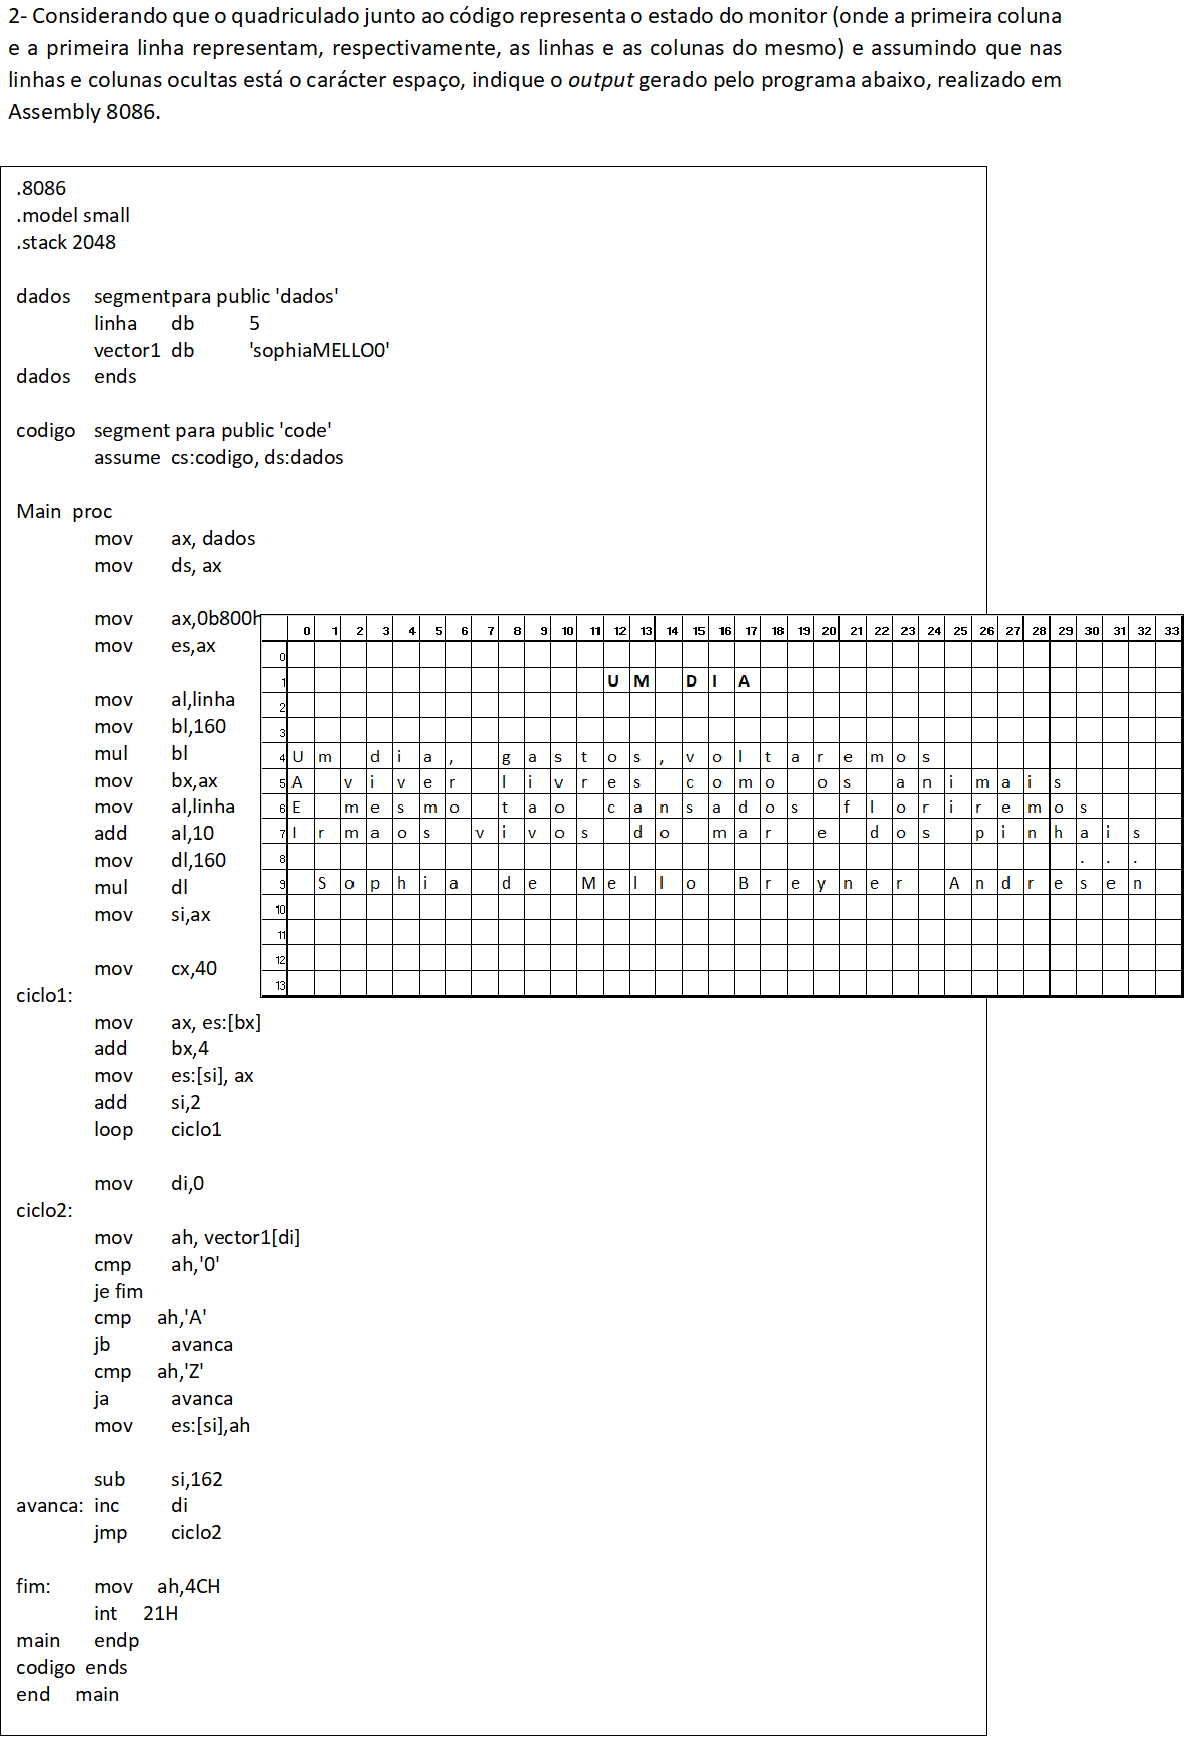 2- Considerando que o quadriculado junto ao código representa o estado do monitor (onde a primeira coluna
e a primeira linha representam, respectivamente, as linhas e as colunas do mesmo) e assumindo que nas
linhas e colunas ocultas está o carácter espaço, indique o output gerado pelo programa abaixo, realizado em
Assembly 8086.
.8086
.model small
.stack 2048
dados segmentpara public 'dados'
linha db 5
vector1 db 'sophiaMELLO0'
dados ends
codigo segment para public 'code'
assume cs:codigo, ds:dados
Main proc
mov ax, dados
mov ds, ax
mov ax,0b800h
mov es,ax
mov al,linha
mov bl,160
mul bl
mov bx,ax
mov al,linha
add al,10
mov dl,160
mul dl
mov si,ax
mov cx,40
ciclo1:
0 1 2 3 4 5 6 7 8 9 10 11 12 13 14 15 16 17 18 19 20 21 22 23 24 25 26 27 28 29 30 31 32 33
0
1 U M D I A
2
3
4 U m d i a , g a s t o s , v o l t a r e m o s
5 A v i v e r l i v r e s c o m o o s a n i m a i s
6 E m e s m o t a o c a n s a d o s f l o r i r e m o s
7 I r m a o s v i v o s d o m a r e d o s p i n h a i s
8 . . .
9 S o p h i a d e M e l l o B r e y n e r A n d r e s e n
10
11
12
13
mov ax, es:[bx]
add bx,4
mov es:[si], ax
add si,2
loop ciclo1
mov di,0
ciclo2:
mov ah, vector1[di]
cmp ah,'0'
je fim
cmp ah,'A'
jb avanca
cmp ah,'Z'
ja avanca
mov es:[si],ah
sub si,162
avanca: inc di
jmp ciclo2
fim: mov ah,4CH
int 21H
main endp
codigo ends
end main